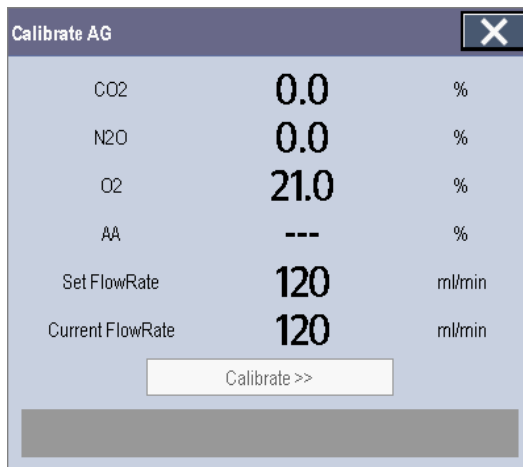 Calibrate AG
CO2 0.0 %
N2O 0.0 %
O2 21.0 %
AA --- %
Set FlowRate 120 ml/min
Current FlowRate 120 ml/min
Calibrate >>